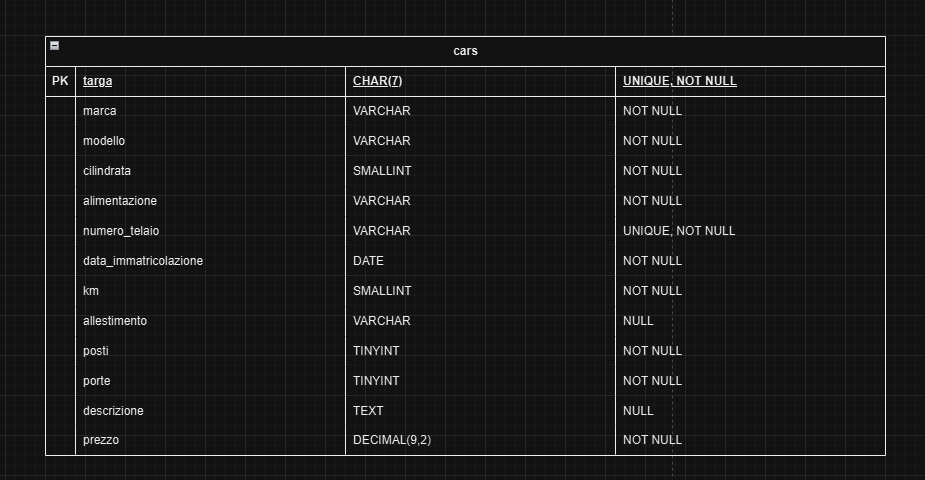 cars
PK targa CHAR(7) UNIQUE, NOT NULL
marca VARCHAR NOT NULL
modello VARCHAR NOT NULL
cilindrata SMALLINT NOT NULL
alimentazione VARCHAR NOT NULL
numero_telaio VARCHAR UNIQUE, NOT NULL
data_immatricolazione DATE NOT NULL
km SMALLINT NOT NULL
allestimento VARCHAR NULL
posti TINYINT NOT NULL
porte TINYINT NOT NULL
descrizione TEXT NULL
prezzo DECIMAL(9,2) NOT NULL